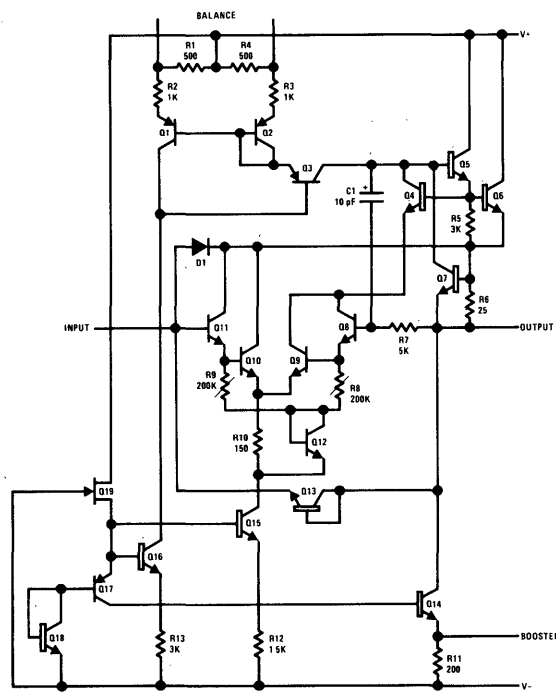 BALANCE
V+
R1
500
R4
500
R2
1K
R3
1K
Q1
Q2
Q3
Q5
C1
10 pF
+
Q4
Q6
R5
3K
D1
Q7
R6
25
INPUT
Q11
Q8
OUTPUT
R7
5K
Q10
Q9
R9
200K
R8
200K
R10
150
Q12
Q19
Q13
Q15
Q16
Q17
Q14
Q18
BOOSTER
R13
3K
R12
1 5K
R11
200
V-